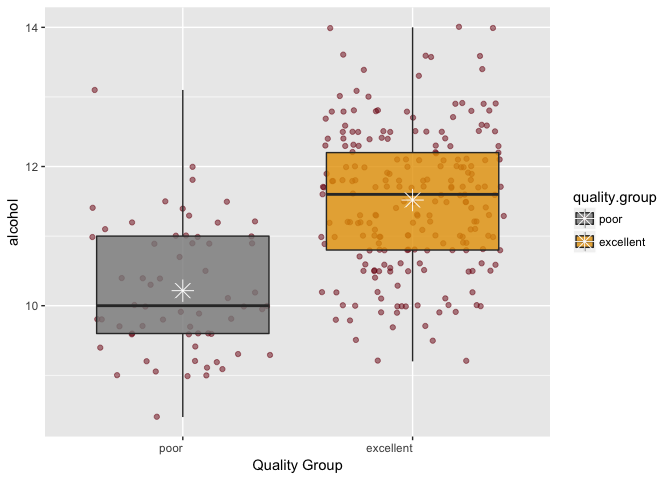 14
12
10
alcohol
poor
excellent
Quality Group
quality.group
poor
excellent